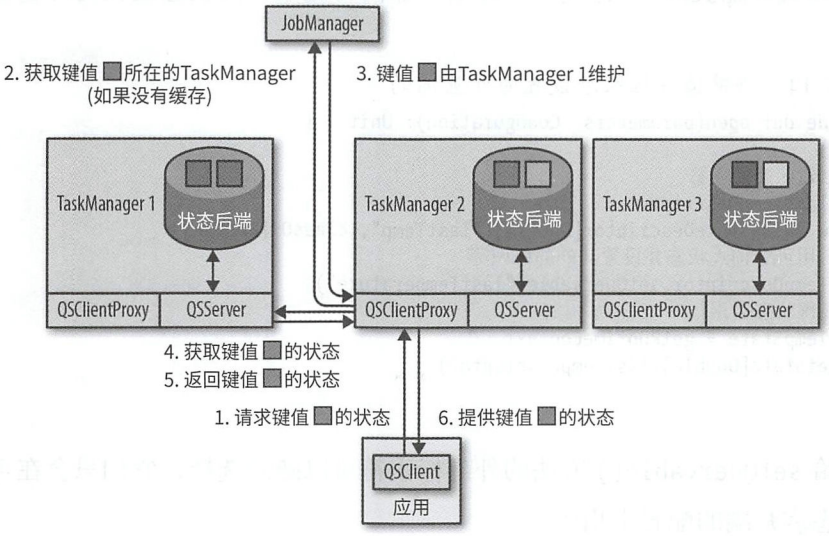 JobManager
2. 获取键值 所在的TaskManager
(如果没有缓存)
3. 键值 由TaskManager 1维护
TaskManager 1
状态后端
QSClientProxy
QSServer
TaskManager 2
状态后端
QSClientProxy
QSServer
TaskManager 3
状态后端
QSClientProxy
QSServer
4. 获取键值 的状态
5. 返回键值 的状态
1. 请求键值 的状态
6. 提供键值 的状态
QSClient
应用